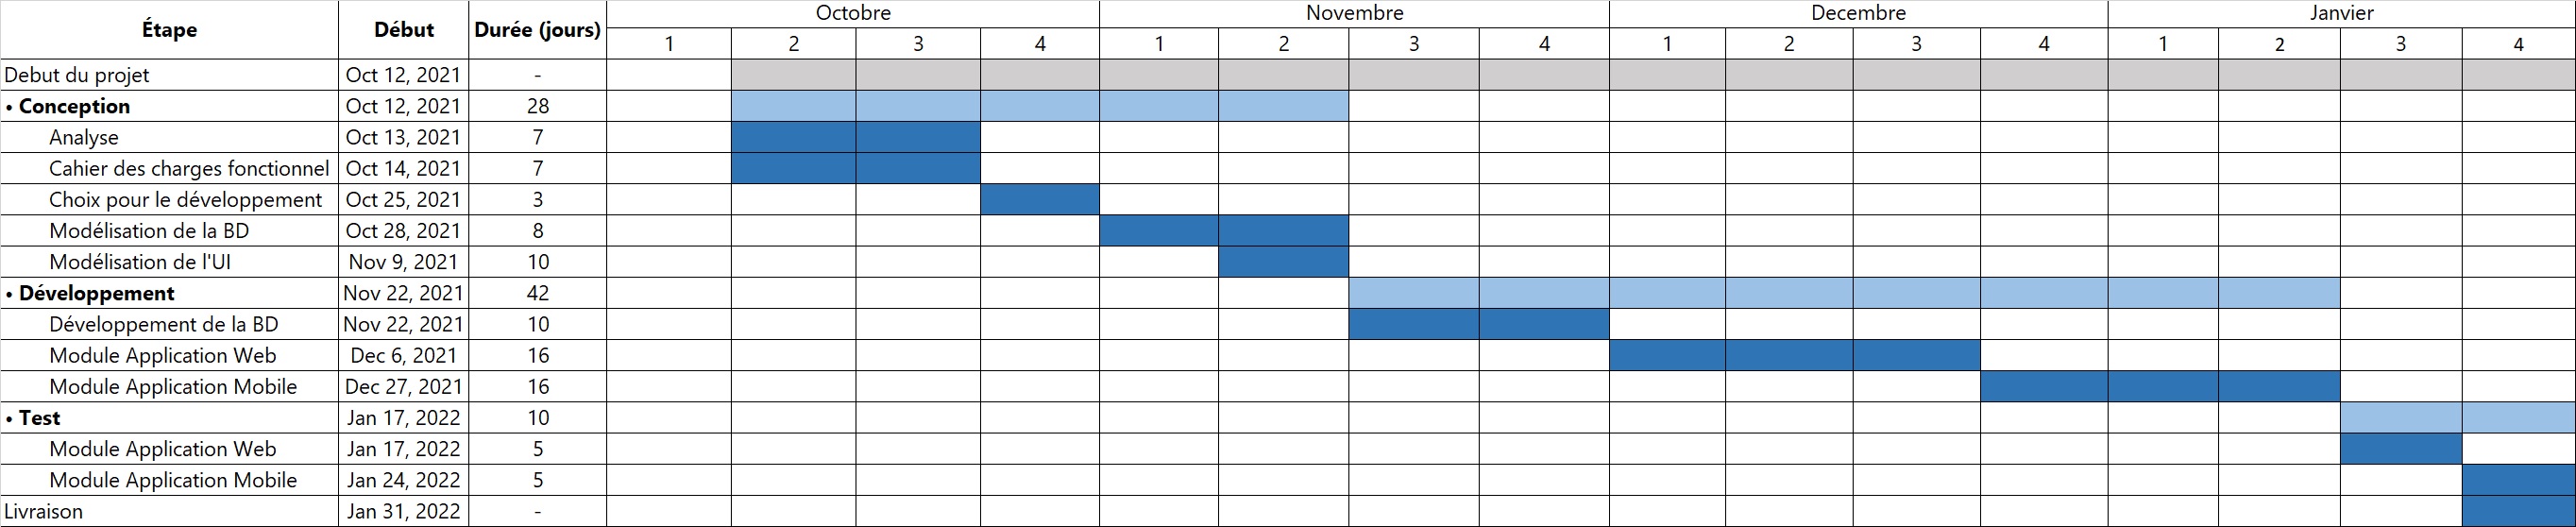 Étape Début Durée (jours) Octobre Novembre Decembre Janvier
1 2 3 4 1 2 3 4 1 2 3 4 1 2 3 4
Debut du projet Oct 12, 2021 -
• Conception Oct 12, 2021 28
Analyse Oct 13, 2021 7
Cahier des charges fonctionnel Oct 14, 2021 7
Choix pour le développement Oct 25, 2021 3
Modélisation de la BD Oct 28, 2021 8
Modélisation de l'UI Nov 9, 2021 10
• Développement Nov 22, 2021 42
Développement de la BD Nov 22, 2021 10
Module Application Web Dec 6, 2021 16
Module Application Mobile Dec 27, 2021 16
• Test Jan 17, 2022 10
Module Application Web Jan 17, 2022 5
Module Application Mobile Jan 24, 2022 5
Livraison Jan 31, 2022 -